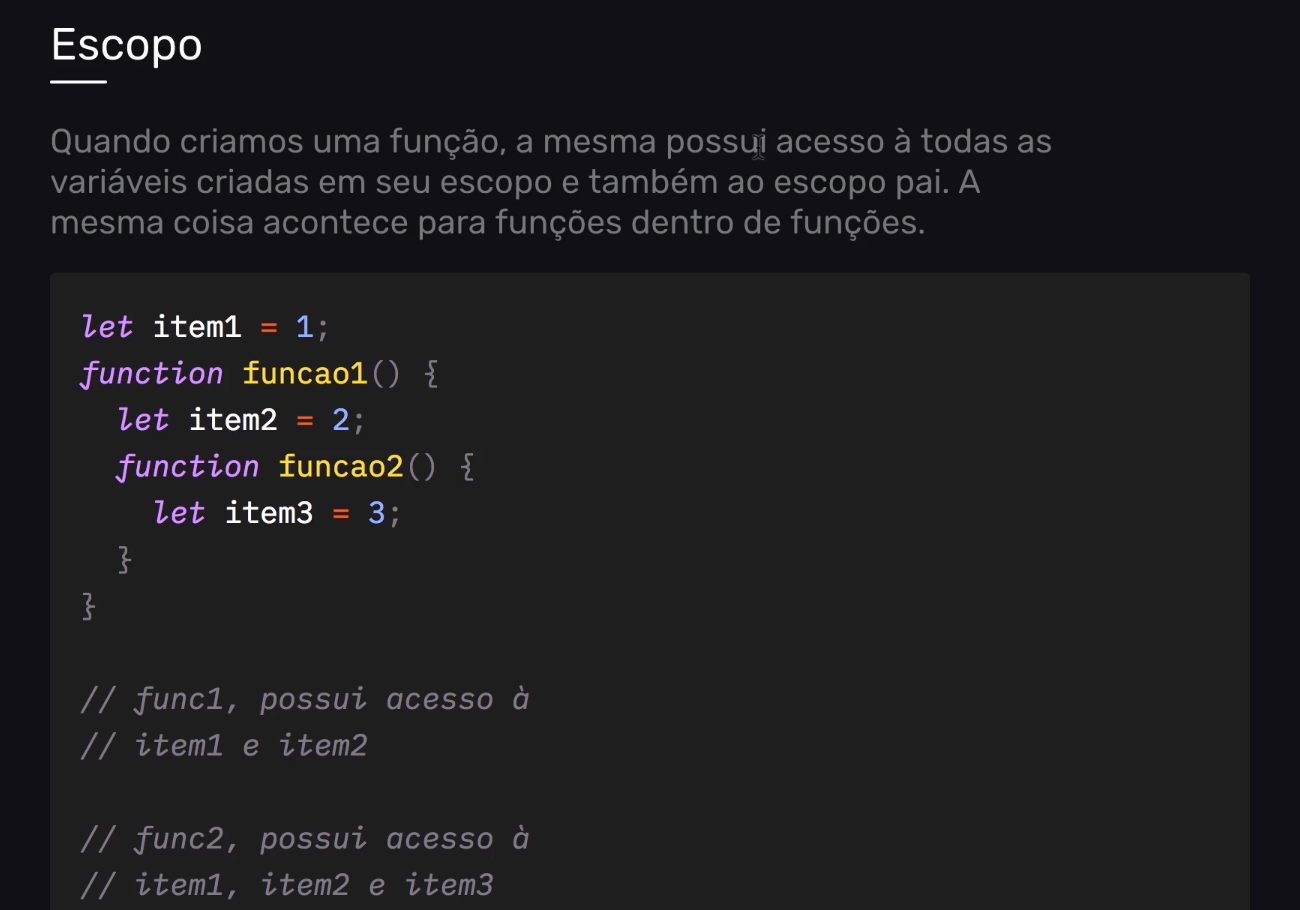 Escopo
Quando criamos uma função, a mesma possui acesso à todas as
variáveis criadas em seu escopo e também ao escopo pai. A
mesma coisa acontece para funções dentro de funções.
let item1 = 1;
function funcao1() {
  let item2 = 2;
  function funcao2() {
    let item3 = 3;
  }
}
// func1, possui acesso à
// item1 e item2
// func2, possui acesso à
// item1, item2 e item3